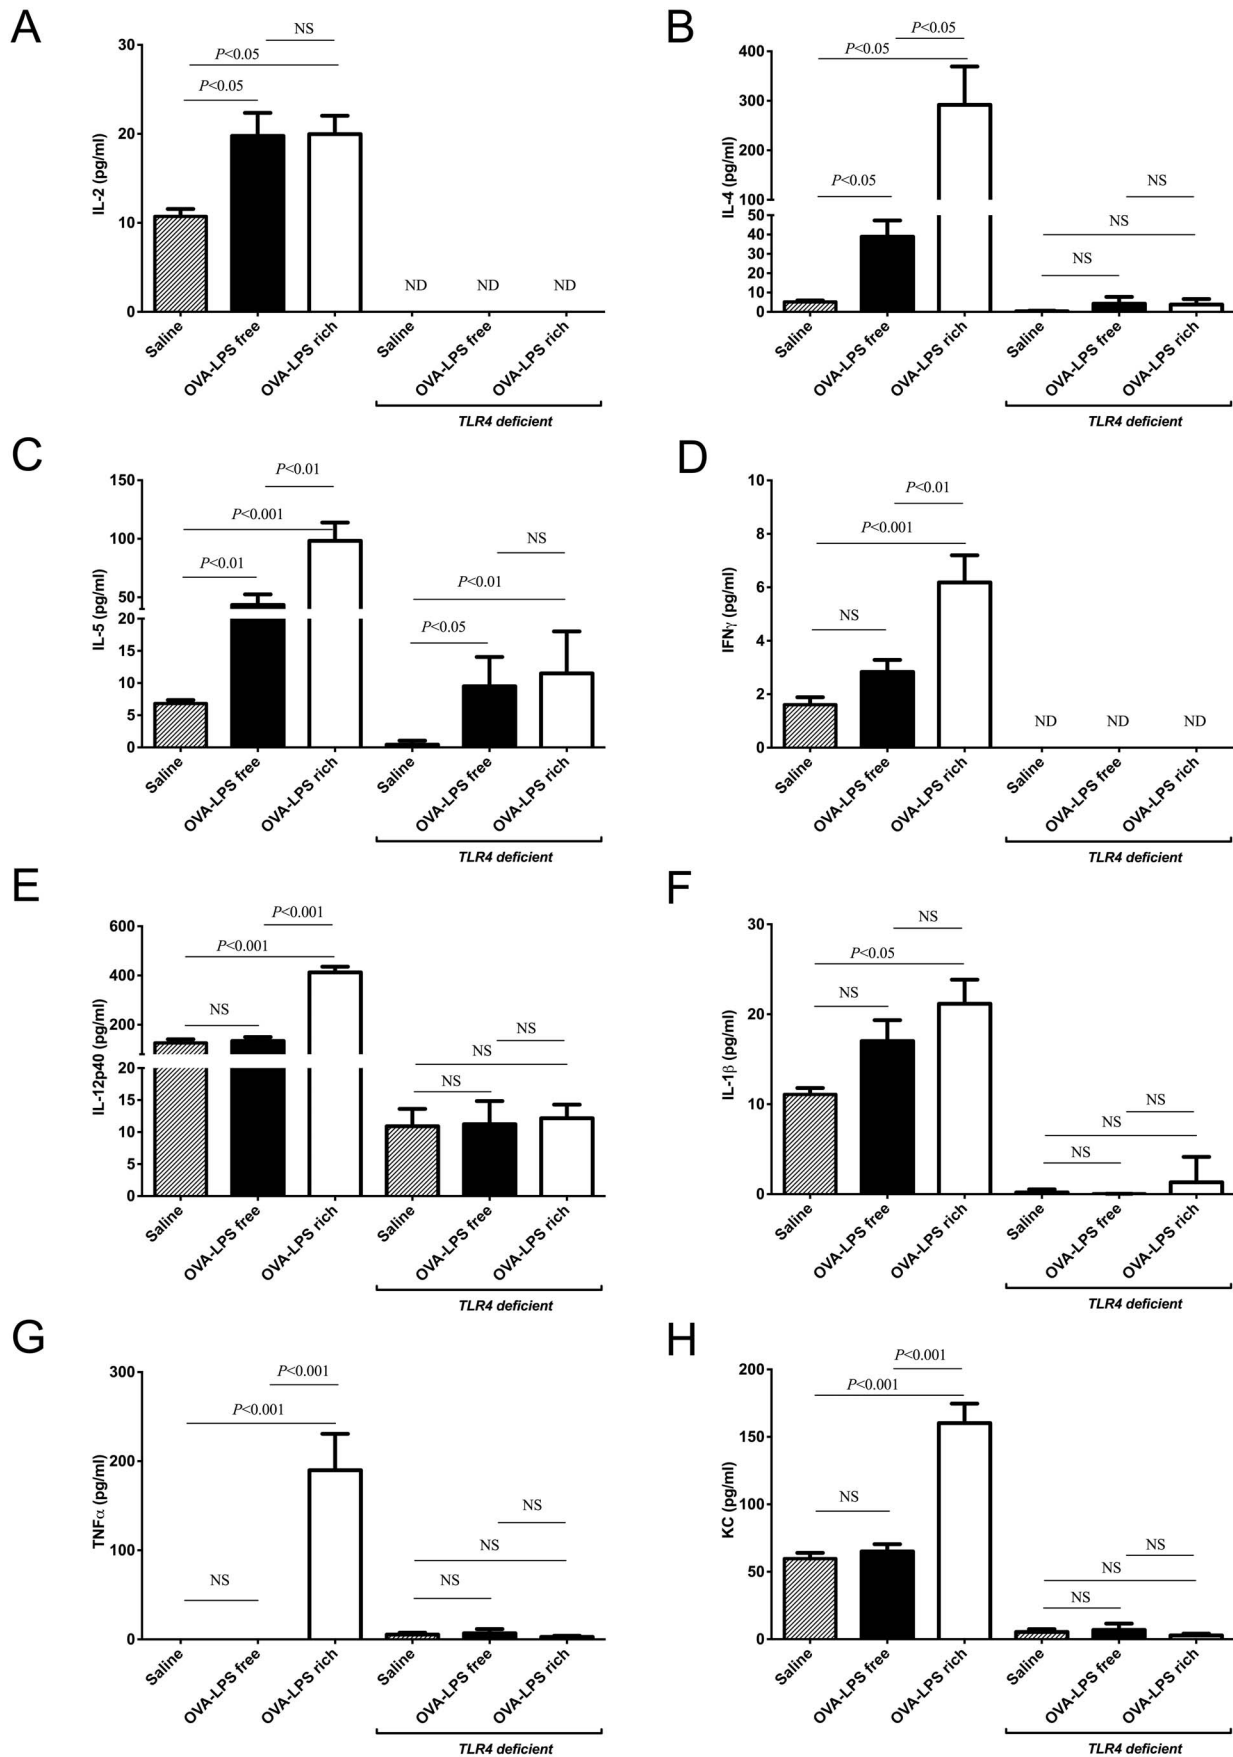 A
IL-2 (pg/ml)
30
20
10
0
NS
P<0.05
P<0.05
ND ND ND
Saline OVA-LPS free OVA-LPS rich Saline OVA-LPS free OVA-LPS rich
TLR4 deficient
B
IL-4 (pg/ml)
400
300
200
100
50
40
30
20
10
0
P<0.05
P<0.05
P<0.05
NS
NS
NS
Saline OVA-LPS free OVA-LPS rich Saline OVA-LPS free OVA-LPS rich
TLR4 deficient
C
IL-5 (pg/ml)
150
100
50
20
15
10
5
0
P<0.01
P<0.001
P<0.01
NS
P<0.01
P<0.05
Saline OVA-LPS free OVA-LPS rich Saline OVA-LPS free OVA-LPS rich
TLR4 deficient
D
IFNγ (pg/ml)
10
8
6
4
2
0
P<0.01
P<0.001
NS
ND ND ND
Saline OVA-LPS free OVA-LPS rich Saline OVA-LPS free OVA-LPS rich
TLR4 deficient
E
IL-12p40 (pg/ml)
600
400
200
20
15
10
5
0
P<0.001
P<0.001
NS
NS
NS
NS
Saline OVA-LPS free OVA-LPS rich Saline OVA-LPS free OVA-LPS rich
TLR4 deficient
F
IL-1β (pg/ml)
30
20
10
0
NS
P<0.05
NS
NS
NS
NS
Saline OVA-LPS free OVA-LPS rich Saline OVA-LPS free OVA-LPS rich
TLR4 deficient
G
TNFα (pg/ml)
300
200
100
0
P<0.001
P<0.001
NS
NS
NS
NS
Saline OVA-LPS free OVA-LPS rich Saline OVA-LPS free OVA-LPS rich
TLR4 deficient
H
KC (pg/ml)
200
150
100
50
0
P<0.001
P<0.001
NS
NS
NS
NS
Saline OVA-LPS free OVA-LPS rich Saline OVA-LPS free OVA-LPS rich
TLR4 deficient